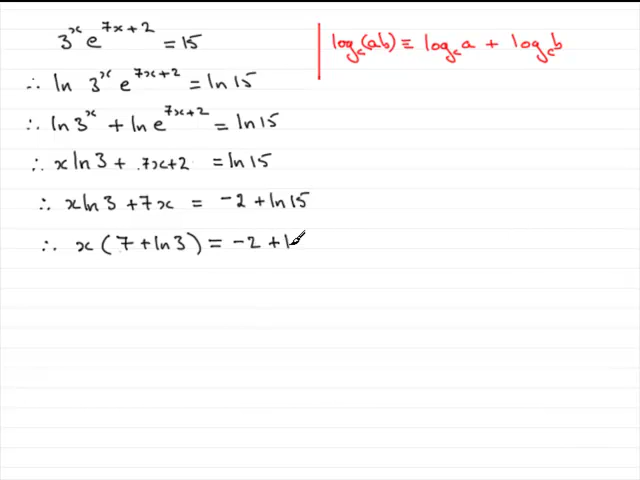 3^x e^{7x+2} = 15
log_c(ab) ≡ log_c a + log_c b
∴ ln 3^x e^{7x+2} = ln 15
∴ ln 3^x + ln e^{7x+2} = ln 15
∴ x ln 3 + 7x+2 = ln 15
∴ x ln 3 + 7x = -2 + ln 15
∴ x (7 + ln 3) = -2 + l